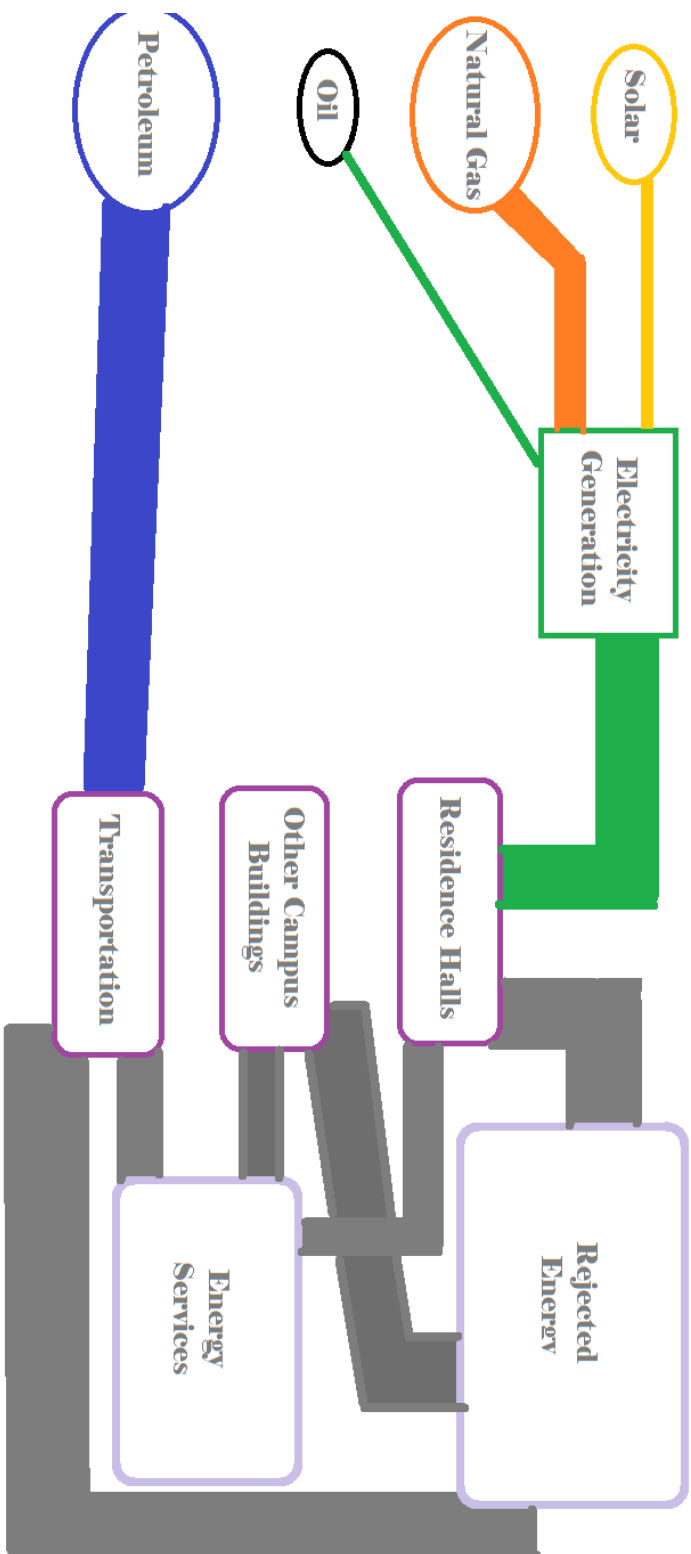 Solar
Natural Gas
Oil
Petroleum
Electricity
Generation
Residence Halls
Other Campus
Buildings
Transportation
Rejected
Energy
Energy
Services